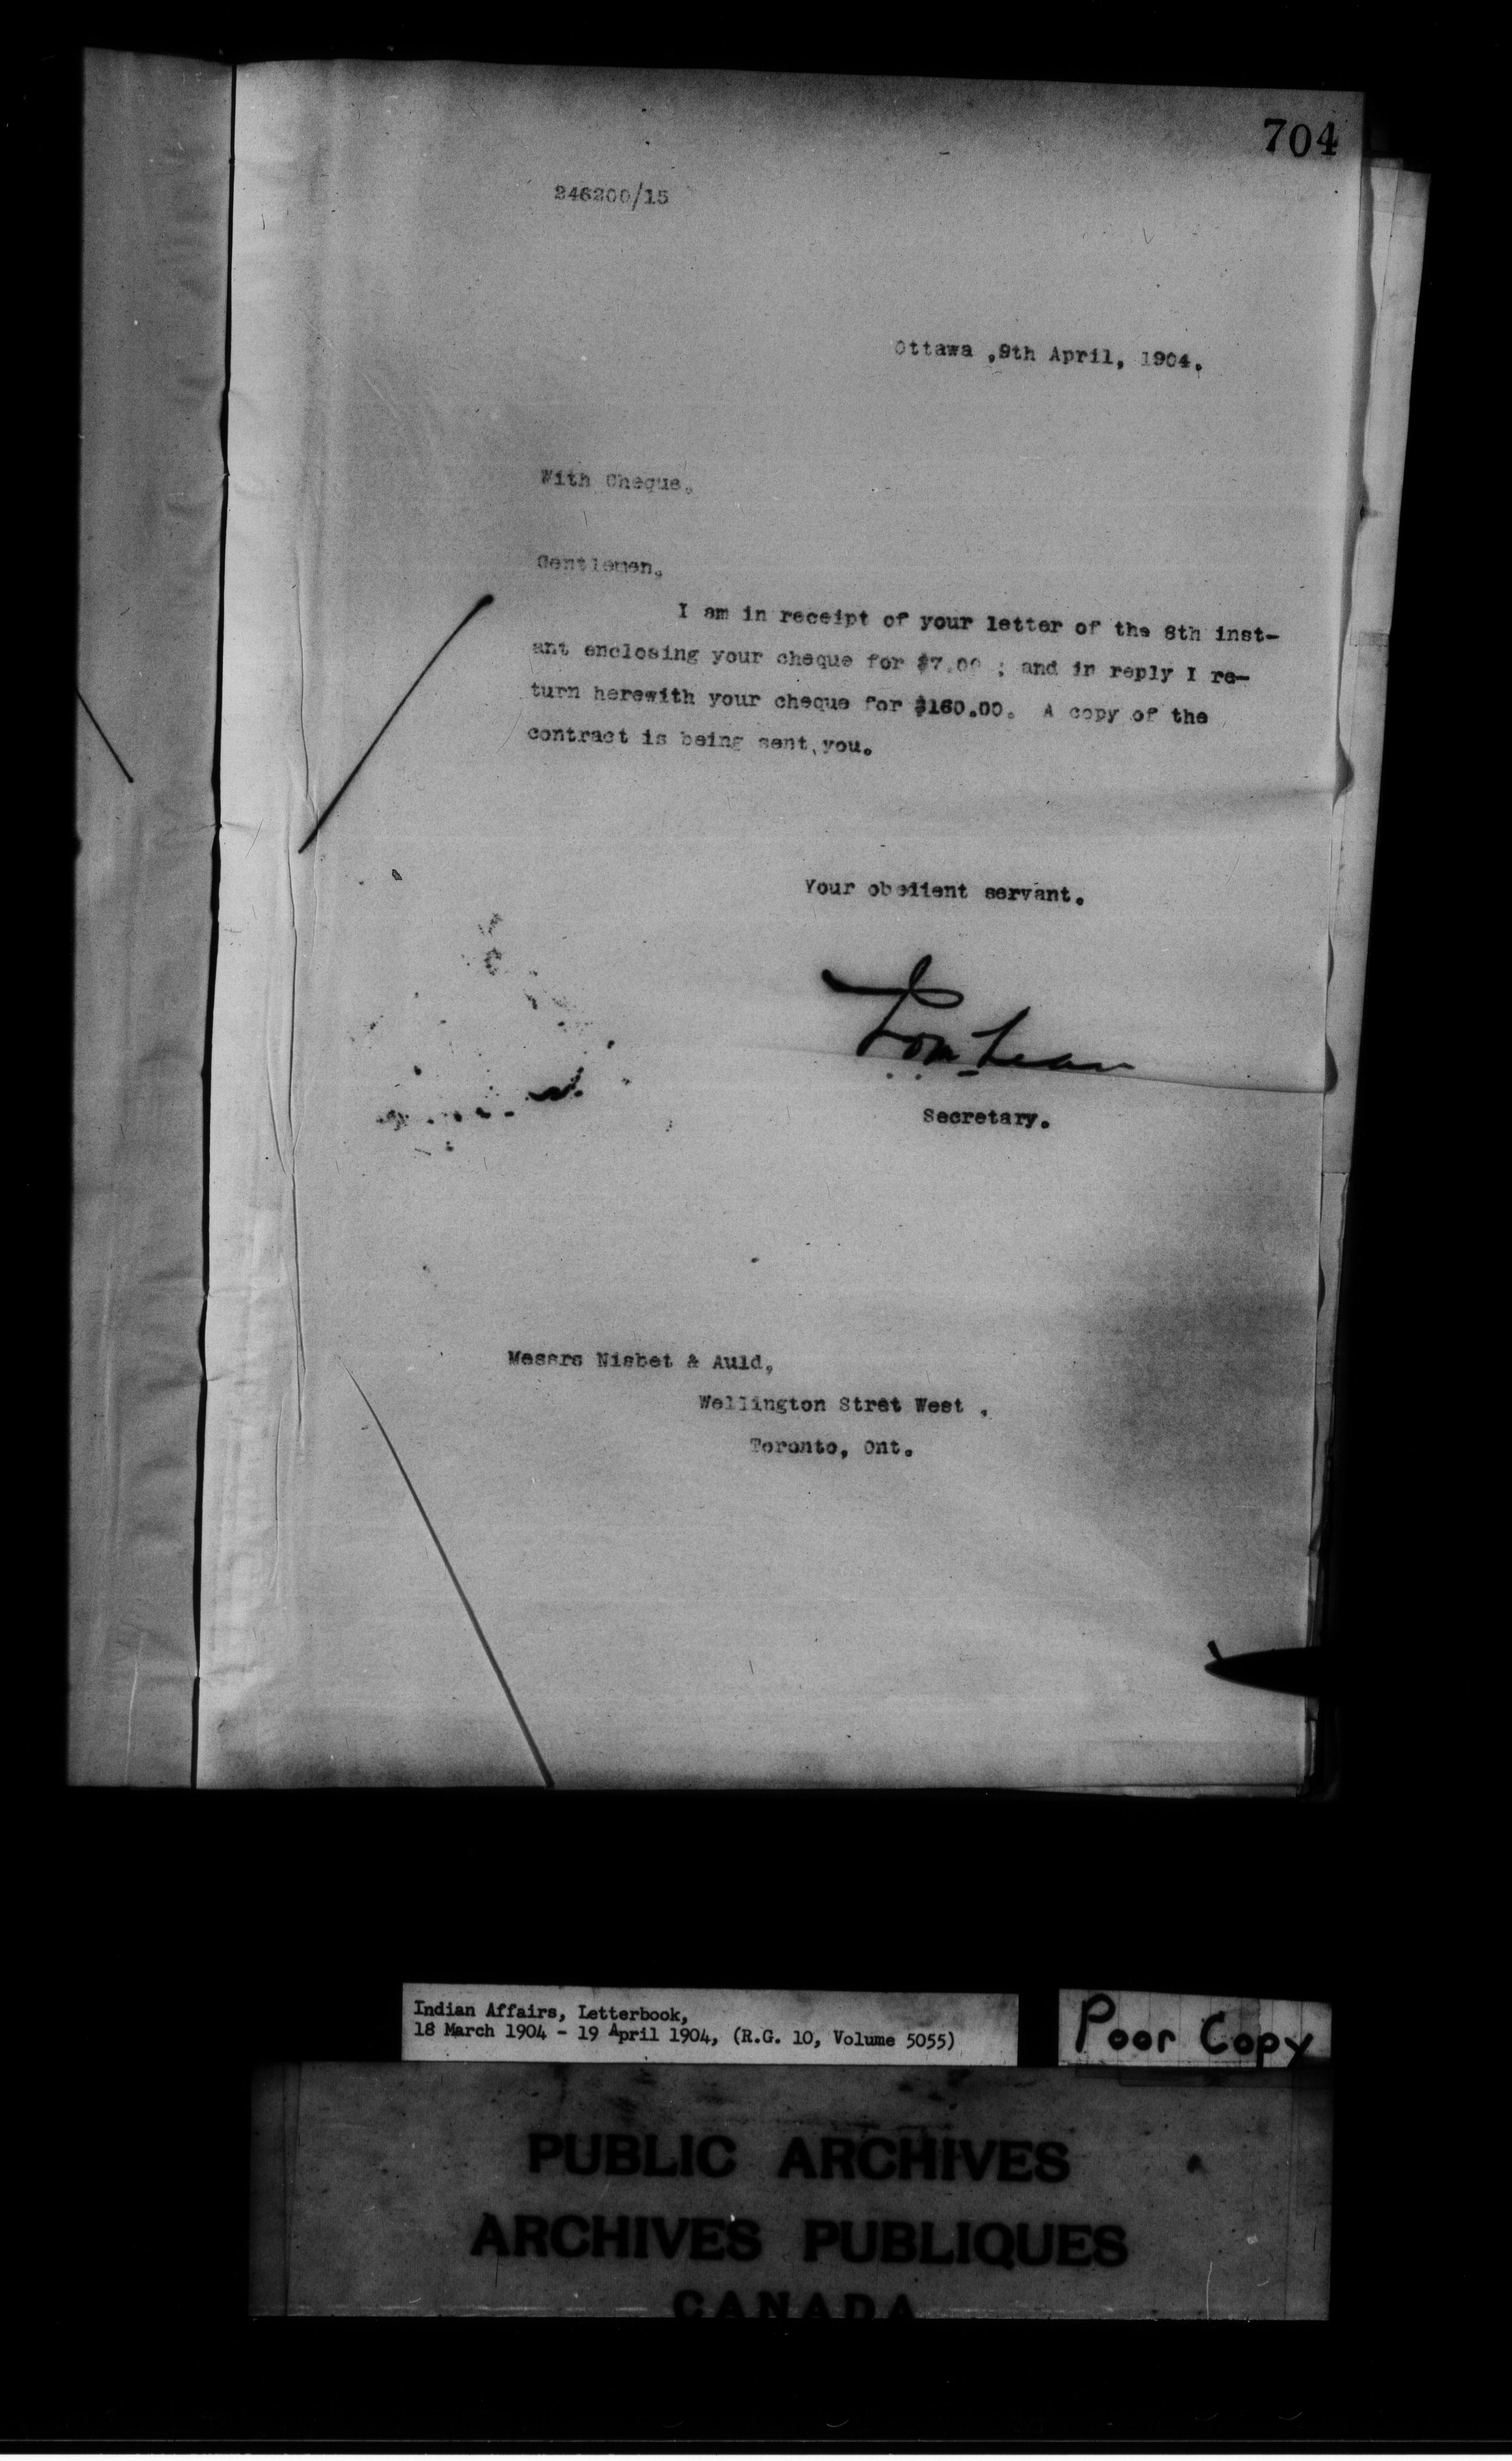 704
246200/15
Ottawa ,9th April, 1904.
With Cheque.
Gentlemen.
I am in receipt of your letter of the 8th inst-
ant enclosing your cheque for $7.00 ; and in reply I re-
turn herewith your cheque for $160.00. A copy of the
contract is being sent you.
Your obedient servant.
Secretary.
Messrs Nisbet & Auld,
Wellington Stret West .
Toronto, Ont.
Indian Affairs, Letterbook,
18 March 1904 - 19 April 1904, (R.G. 10, Volume 5055)
Poor Copy
PUBLIC ARCHIVES
ARCHIVES PUBLIQUES
CANADA